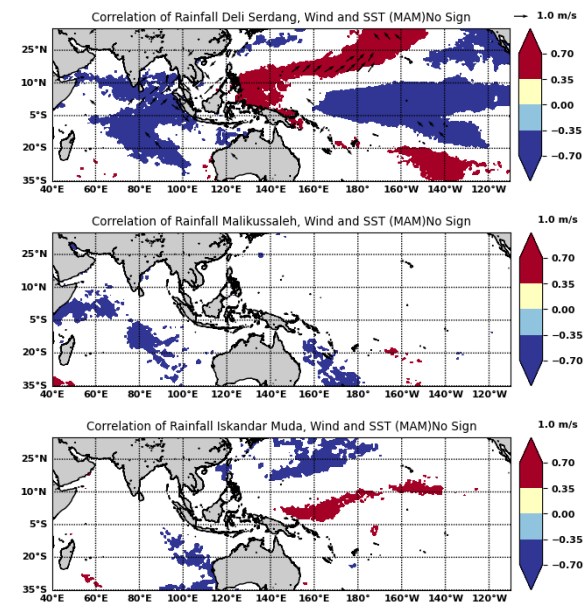 Correlation of Rainfall Deli Serdang, Wind and SST (MAM)No Sign
1.0 m/s
25°N
10°N
5°S
20°S
35°S
40°E 60°E 80°E 100°E 120°E 140°E 160°E 180° 160°W 140°W 120°W
0.70
0.35
0.00
−0.35
−0.70
Correlation of Rainfall Malikussaleh, Wind and SST (MAM)No Sign
1.0 m/s
25°N
10°N
5°S
20°S
35°S
40°E 60°E 80°E 100°E 120°E 140°E 160°E 180° 160°W 140°W 120°W
0.70
0.35
0.00
−0.35
−0.70
Correlation of Rainfall Iskandar Muda, Wind and SST (MAM)No Sign
1.0 m/s
25°N
10°N
5°S
20°S
35°S
40°E 60°E 80°E 100°E 120°E 140°E 160°E 180° 160°W 140°W 120°W
0.70
0.35
0.00
−0.35
−0.70